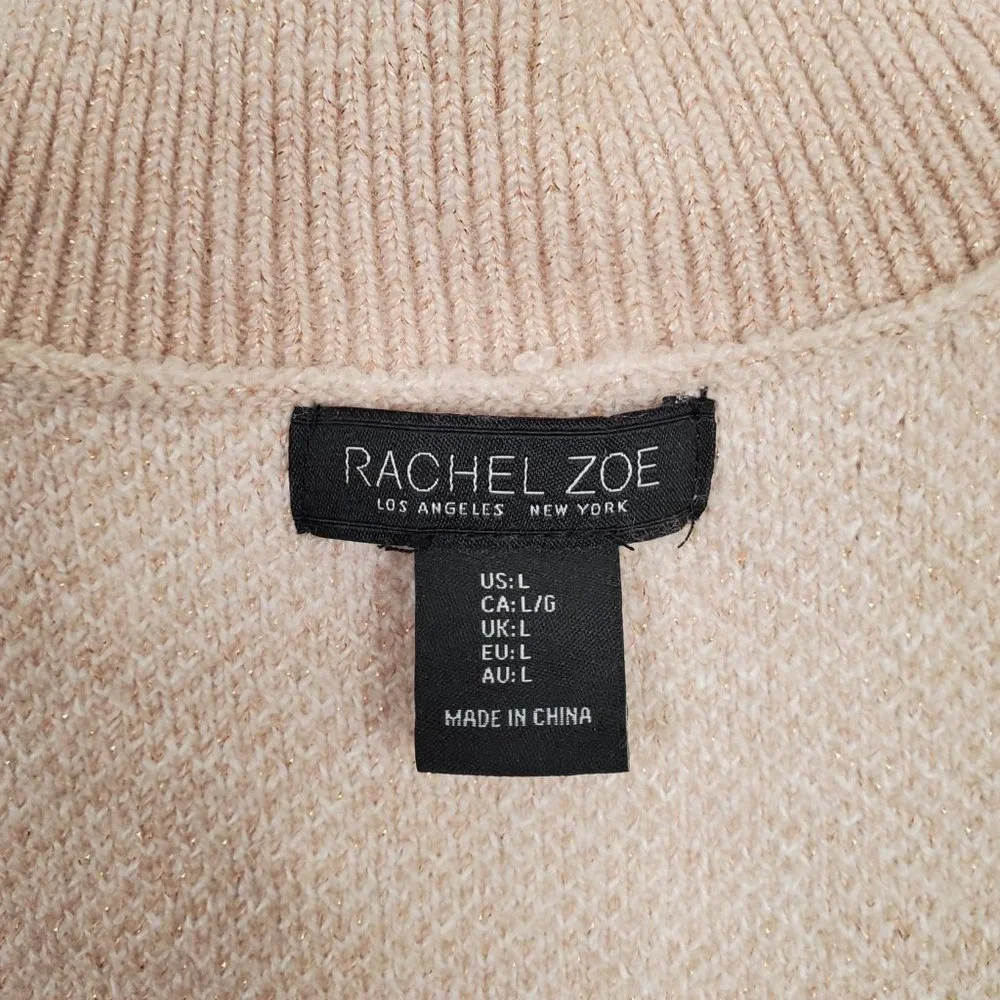 RACHEL ZOE
LOS ANGELES NEW YORK
US: L
CA: L/G
UK: L
EU: L
AU: L
MADE IN CHINA